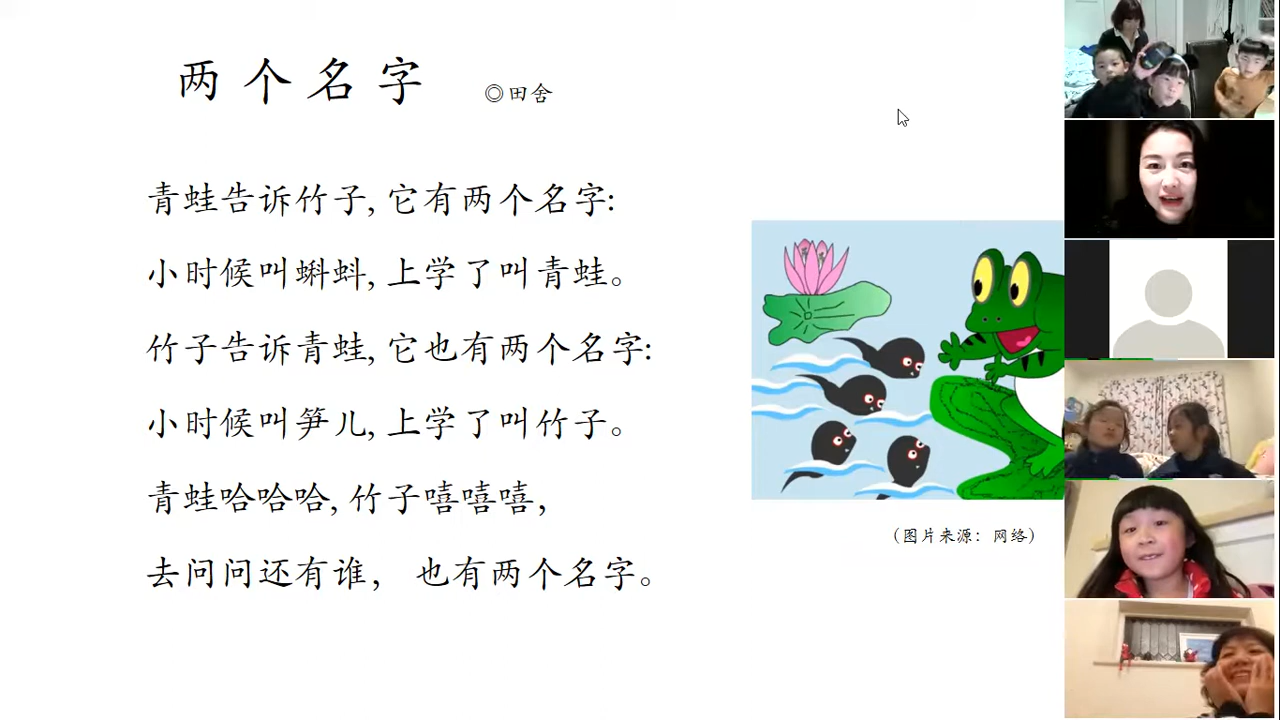 两个名字 ◎田舍
青蛙告诉竹子,它有两个名字:
小时候叫蝌蚪,上学了叫青蛙。
竹子告诉青蛙,它也有两个名字:
小时候叫笋儿,上学了叫竹子。
青蛙哈哈哈,竹子嘻嘻嘻,
去问问还有谁， 也有两个名字。
（图片来源：网络）